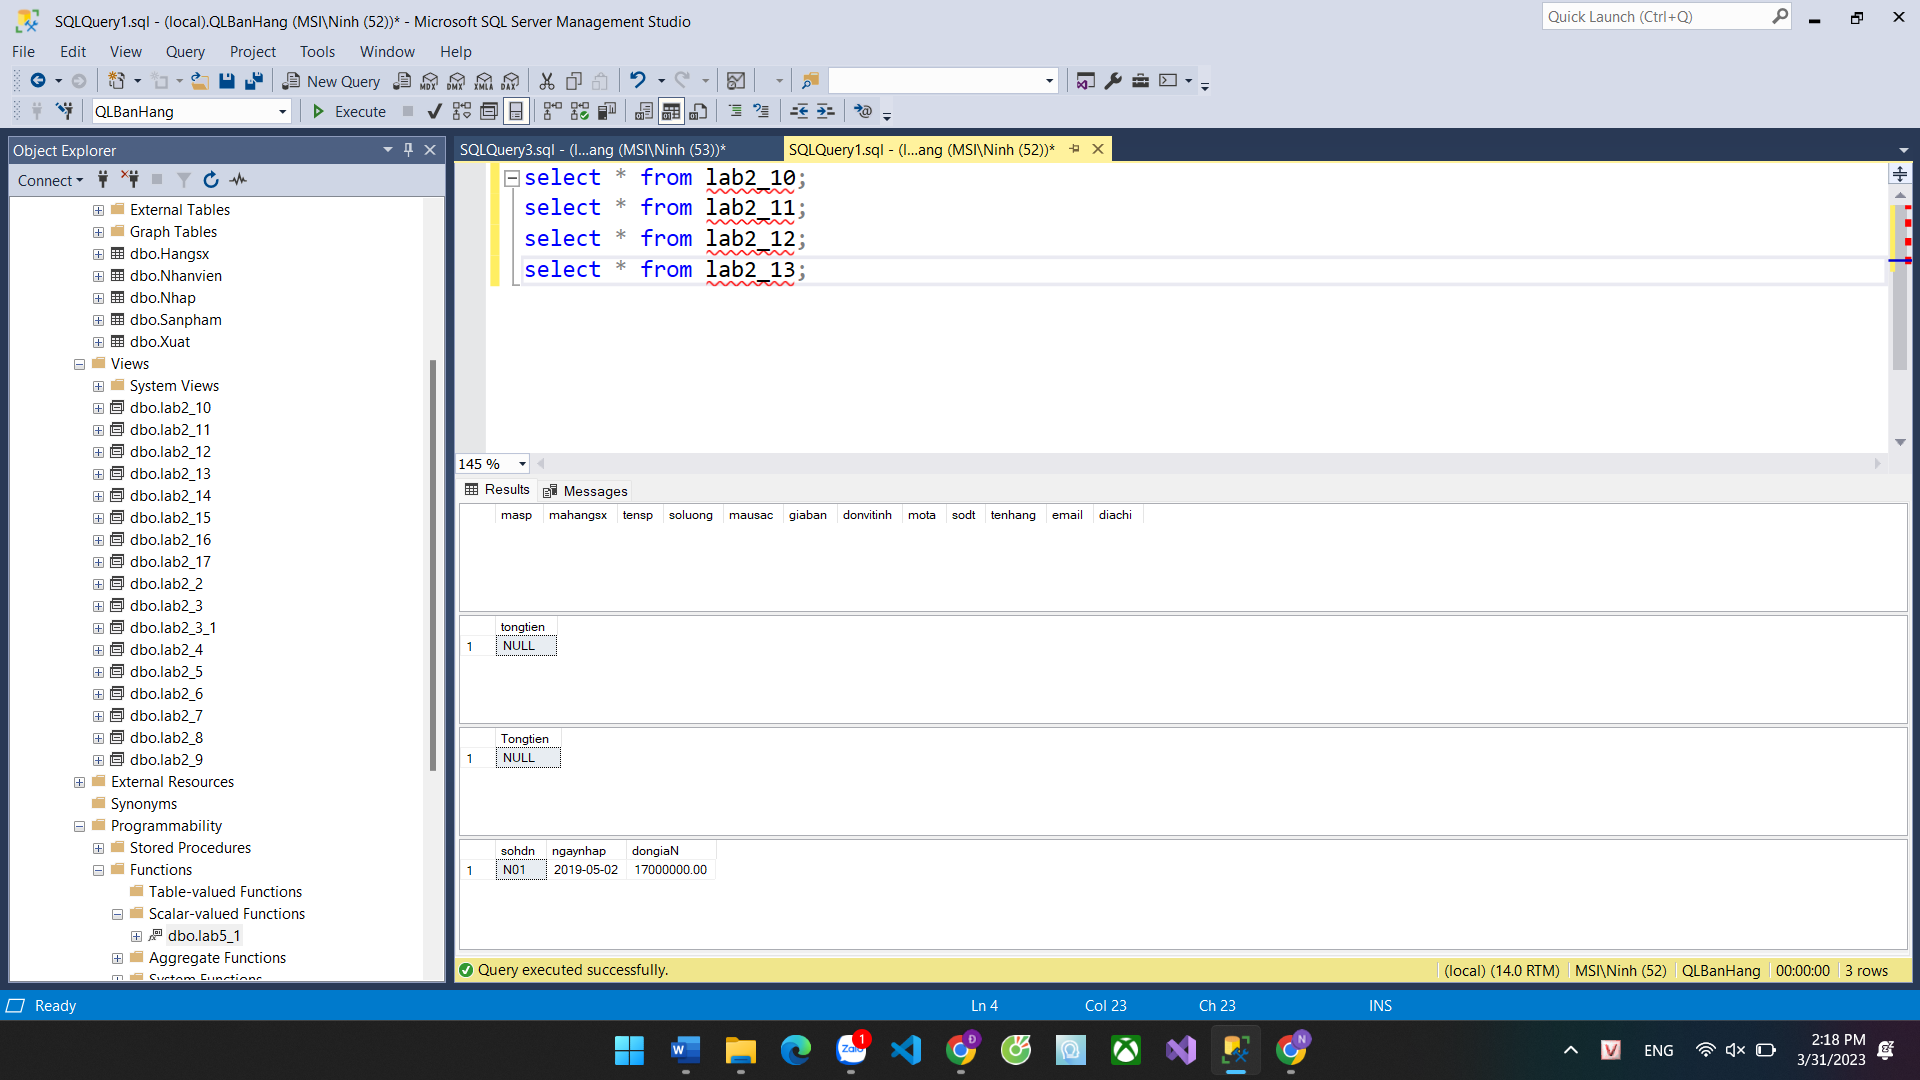 SQLQuery1.sql - (local).QLBanHang (MSI\Ninh (52))* - Microsoft SQL Server Management Studio
Quick Launch (Ctrl+Q)
File Edit View Query Project Tools Window Help
New Query MDX DMX XMLA DAX
QLBanHang Execute
Object Explorer
Connect
External Tables
Graph Tables
dbo.Hangsx
dbo.Nhanvien
dbo.Nhap
dbo.Sanpham
dbo.Xuat
Views
System Views
dbo.lab2_10
dbo.lab2_11
dbo.lab2_12
dbo.lab2_13
dbo.lab2_14
dbo.lab2_15
dbo.lab2_16
dbo.lab2_17
dbo.lab2_2
dbo.lab2_3
dbo.lab2_3_1
dbo.lab2_4
dbo.lab2_5
dbo.lab2_6
dbo.lab2_7
dbo.lab2_8
dbo.lab2_9
External Resources
Synonyms
Programmability
Stored Procedures
Functions
Table-valued Functions
Scalar-valued Functions
dbo.lab5_1
Aggregate Functions
System Functions
SQLQuery3.sql - (l...ang (MSI\Ninh (53))*
SQLQuery1.sql - (l...ang (MSI\Ninh (52))*
select * from lab2_10;
select * from lab2_11;
select * from lab2_12;
select * from lab2_13;
145 %
Results Messages
masp mahangsx tensp soluong mausac giaban donvitinh mota sodt tenhang email diachi
tongtien
1 NULL
Tongtien
1 NULL
sohdn ngaynhap dongiaN
1 N01 2019-05-02 17000000.00
Query executed successfully.
(local) (14.0 RTM) MSI\Ninh (52) QLBanHang 00:00:00 3 rows
Ready Ln 4 Col 23 Ch 23 INS
Zalo 1 Đ N
V ENG 2:18 PM
3/31/2023